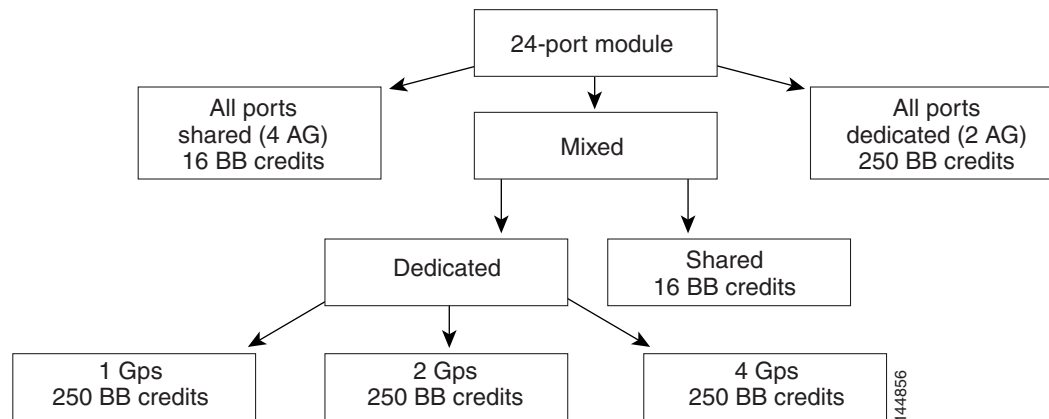 24-port module
All ports
shared (4 AG)
16 BB credits
Mixed
All ports
dedicated (2 AG)
250 BB credits
Dedicated
Shared
16 BB credits
1 Gps
250 BB credits
2 Gps
250 BB credits
4 Gps
250 BB credits
144856